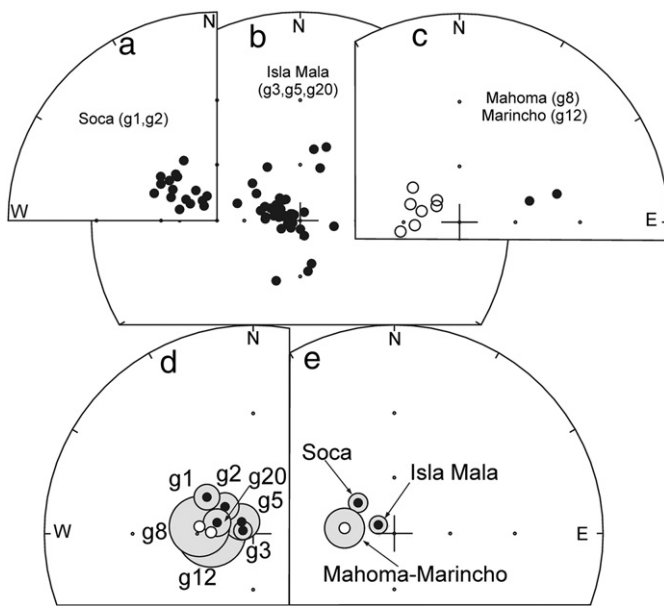 a
N
b
c
N
Isla Mala
(g3,g5,g20)
Soca (g1,g2)
Mahoma (g8)
Marincho (g12)
W
E
d
N
e
N
Soca
Isla Mala
g1
g2
g20
g5
W
g8
g3
E
g12
Mahoma-Marincho